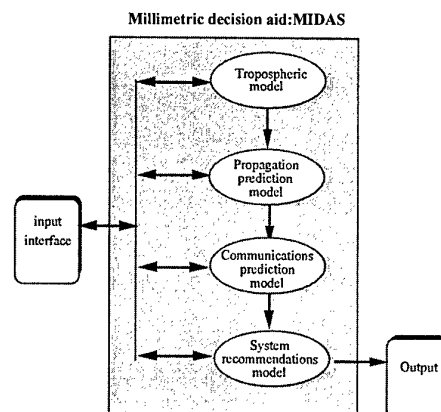 Millimetric decision aid:MIDAS
Tropospheric
model
Propagation
prediction
model
input
interface
Communications
prediction
model
System
recommendations
model
Output